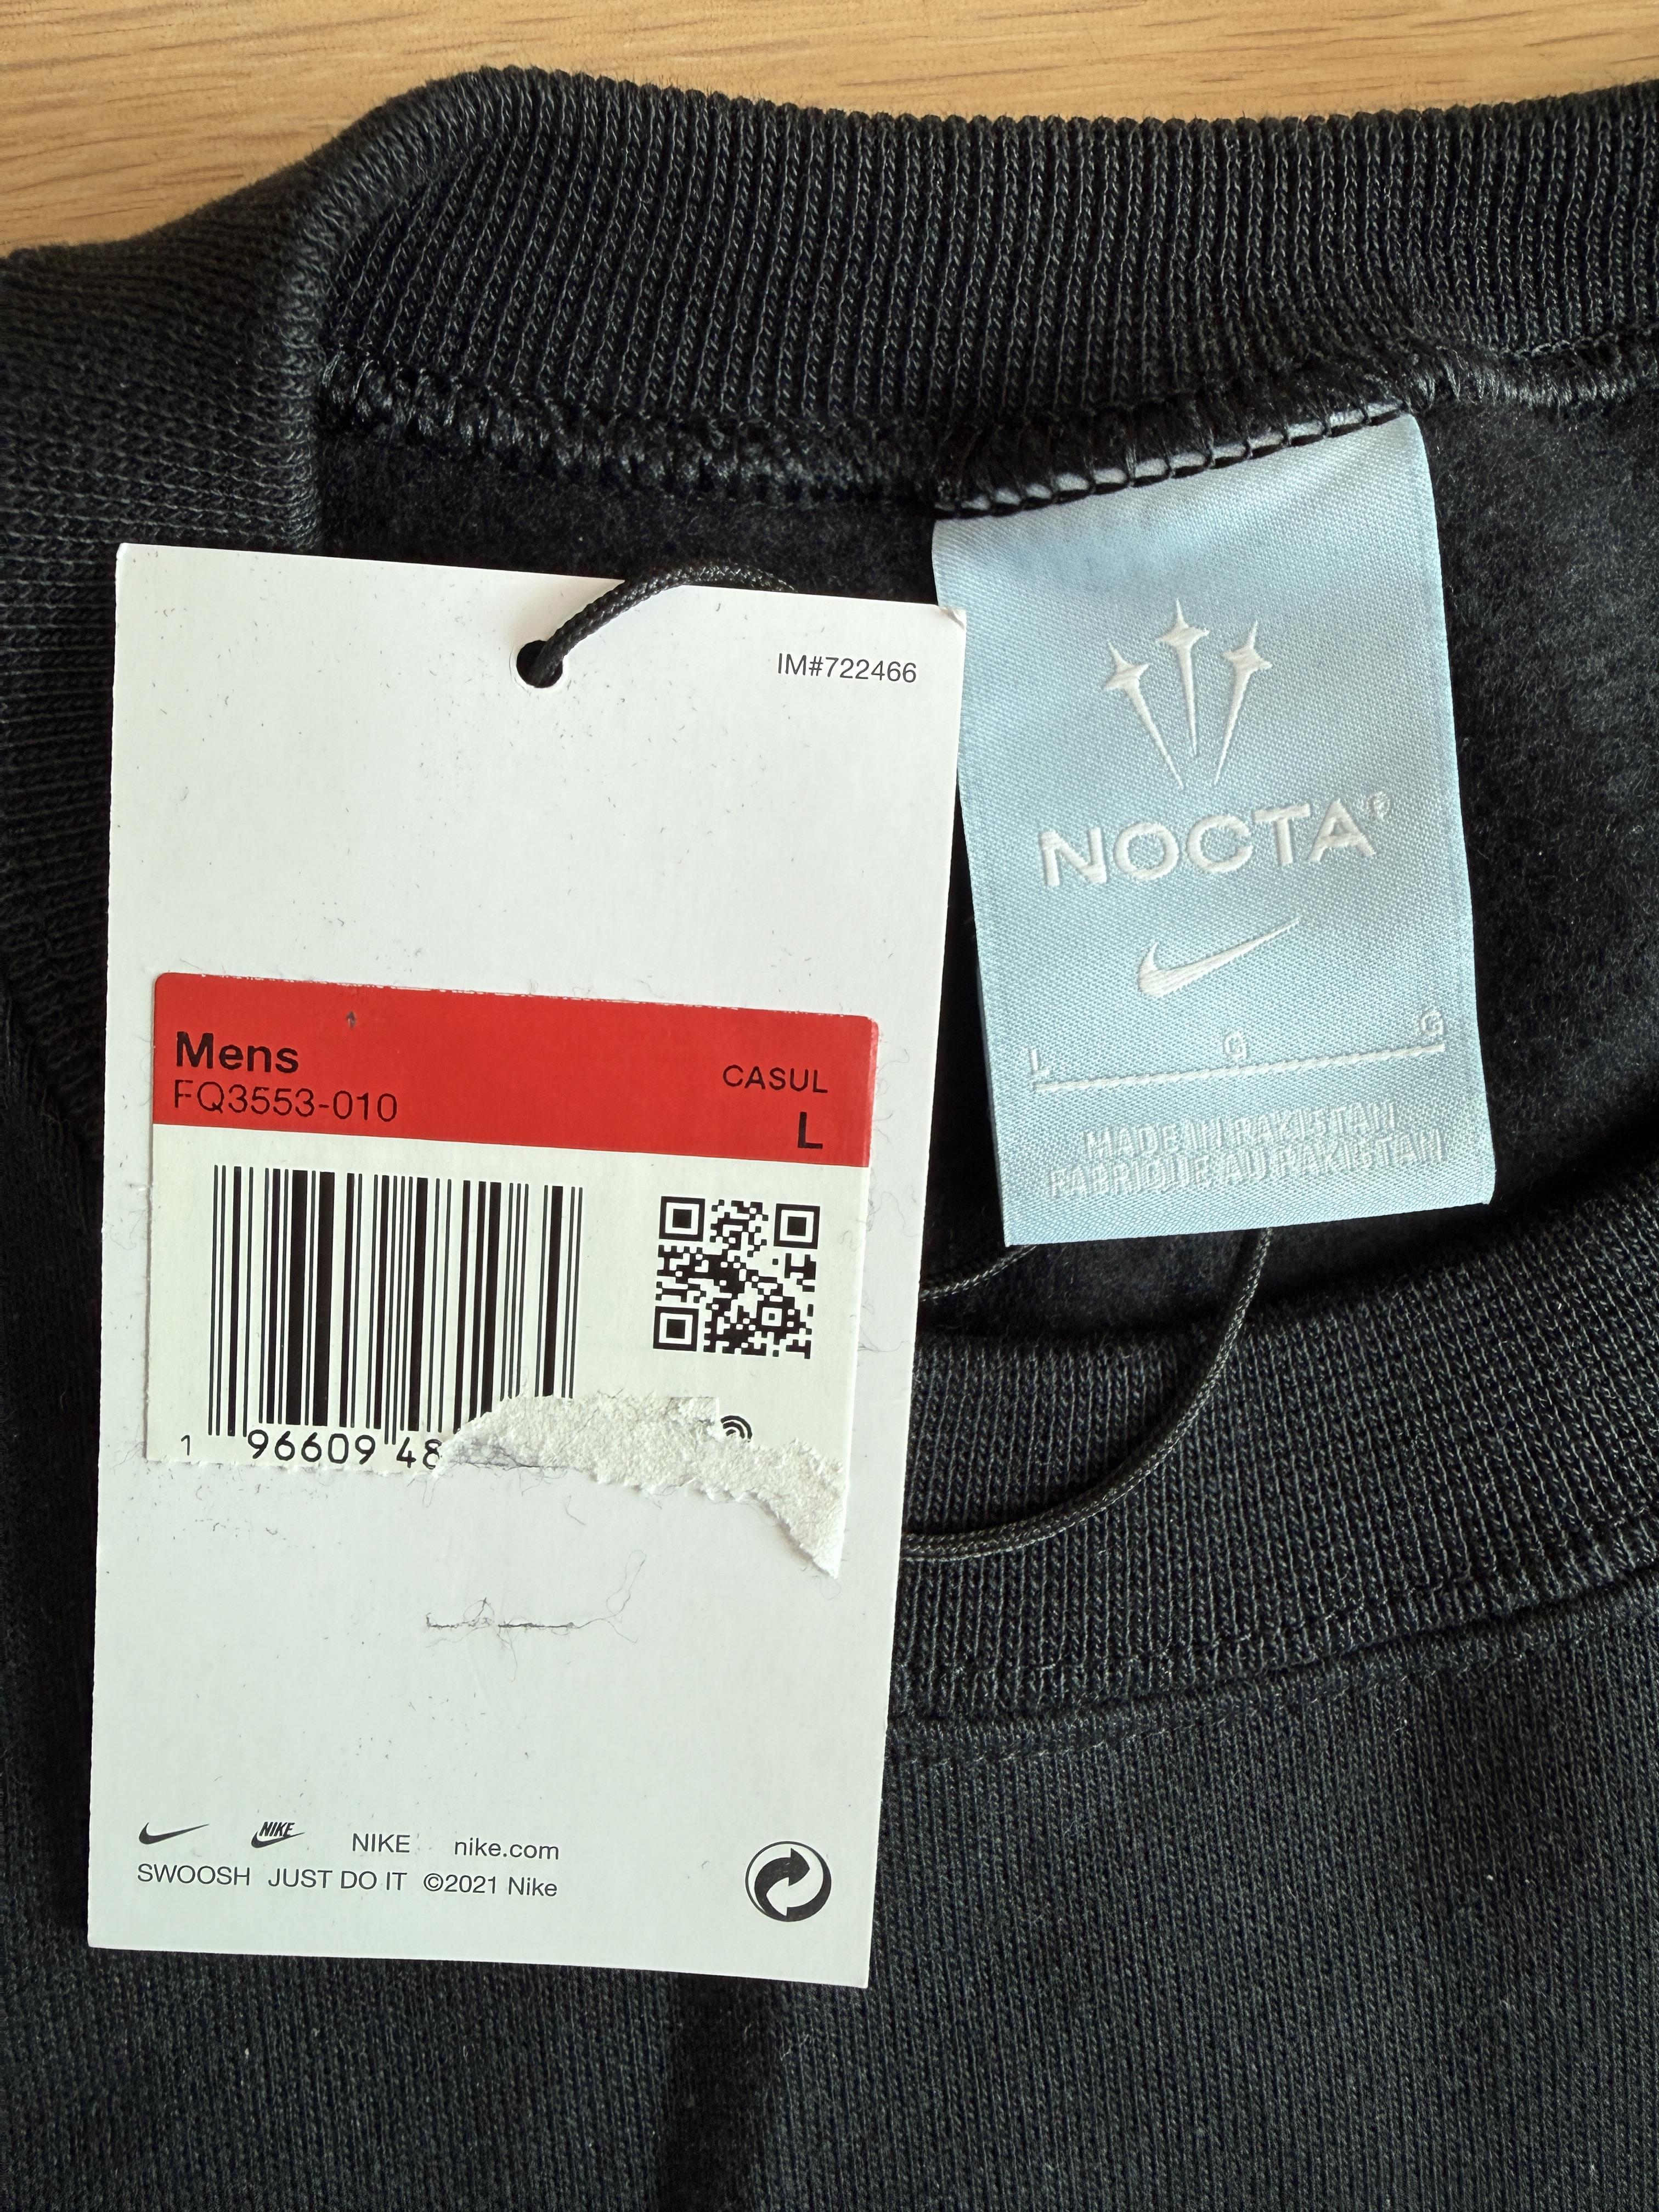 IM#722466
Mens
CASUL
FQ3553-010
L
1 96609 48
NIKE
NIKE nike.com
SWOOSH JUST DO IT ©2021 Nike
NOCTA®
L G G
MADE IN PAKISTAN
FABRIQUE AU PAKISTAN